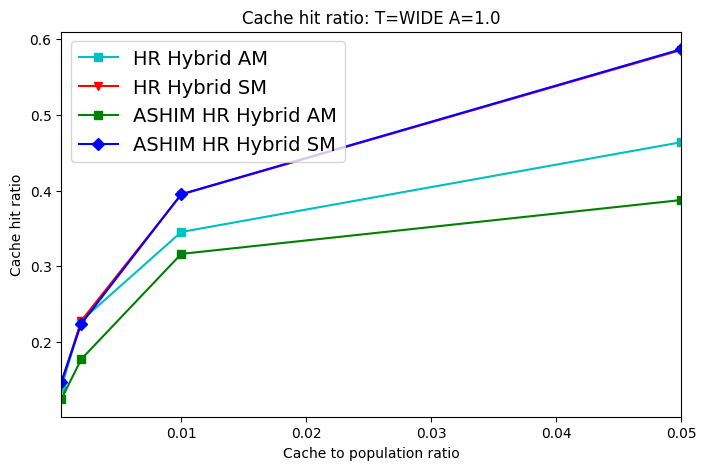 Cache hit ratio: T=WIDE A=1.0
HR Hybrid AM
HR Hybrid SM
ASHIM HR Hybrid AM
ASHIM HR Hybrid SM
Cache hit ratio
0.6
0.5
0.4
0.3
0.2
0.01 0.02 0.03 0.04 0.05
Cache to population ratio